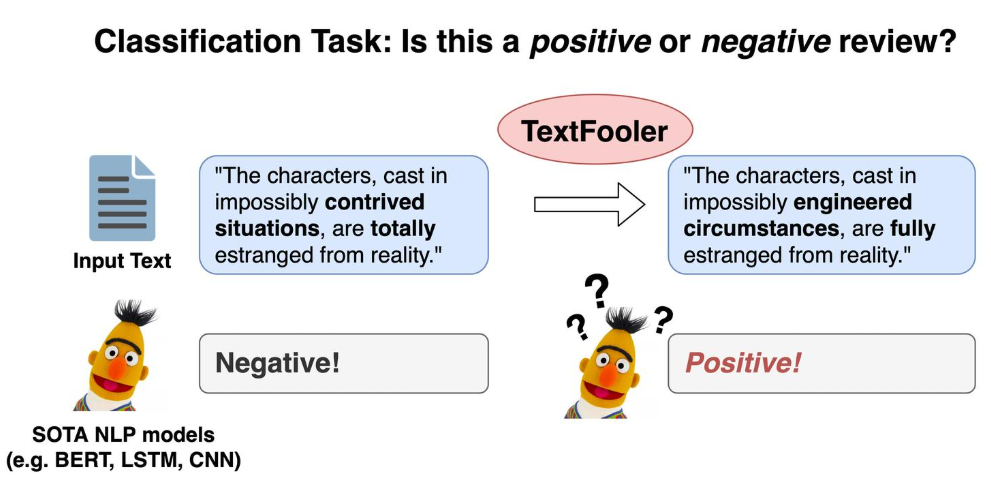 Classification Task: Is this a positive or negative review?
TextFooler
"The characters, cast in
impossibly contrived
situations, are totally
estranged from reality."
"The characters, cast in
impossibly engineered
circumstances, are fully
estranged from reality."
Input Text
?
?
?
Negative!
Positive!
SOTA NLP models
(e.g. BERT, LSTM, CNN)